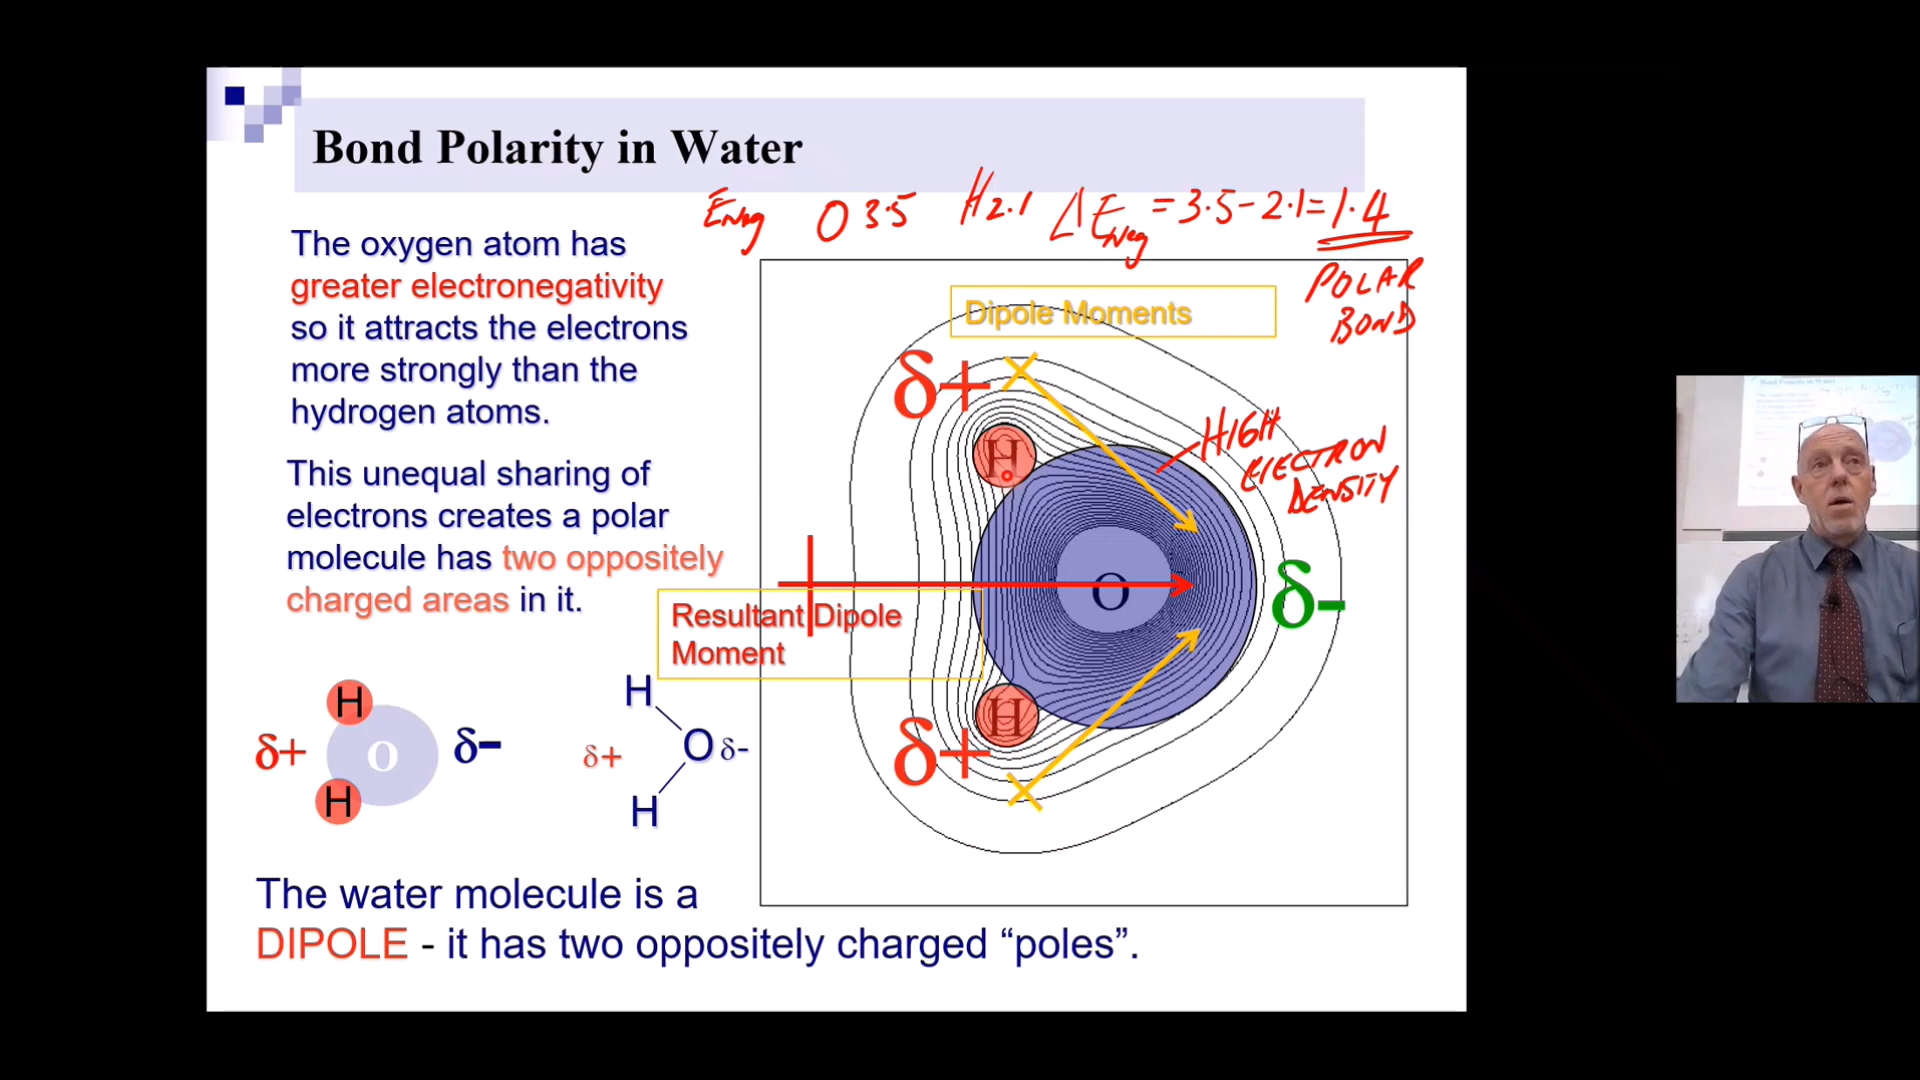 Bond Polarity in Water
ENeg O 3.5 H 2.1 ΔENeg = 3.5 - 2.1 = 1.4
POLAR
BOND
The oxygen atom has
greater electronegativity
so it attracts the electrons
more strongly than the
hydrogen atoms.
This unequal sharing of
electrons creates a polar
molecule has two oppositely
charged areas in it.
Dipole Moments
δ+
H
HIGH
ELECTRON
DENSITY
O
δ-
Resultant Dipole
Moment
H
δ+
H
δ+ O δ-
H
H
δ+ O δ-
H
The water molecule is a
DIPOLE - it has two oppositely charged “poles”.